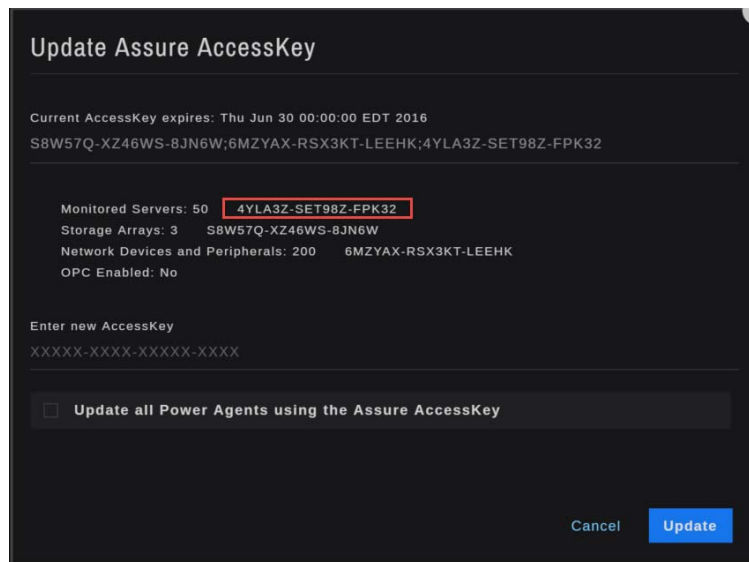 Update Assure AccessKey
Current AccessKey expires: Thu Jun 30 00:00:00 EDT 2016
S8W57Q-XZ46WS-8JN6W;6MZYAX-RSX3KT-LEEHK;4YLA3Z-SET98Z-FPK32
Monitored Servers: 50 4YLA3Z-SET98Z-FPK32
Storage Arrays: 3 S8W57Q-XZ46WS-8JN6W
Network Devices and Peripherals: 200 6MZYAX-RSX3KT-LEEHK
OPC Enabled: No
Enter new AccessKey
XXXXX-XXXX-XXXXX-XXXX
Update all Power Agents using the Assure AccessKey
Cancel Update